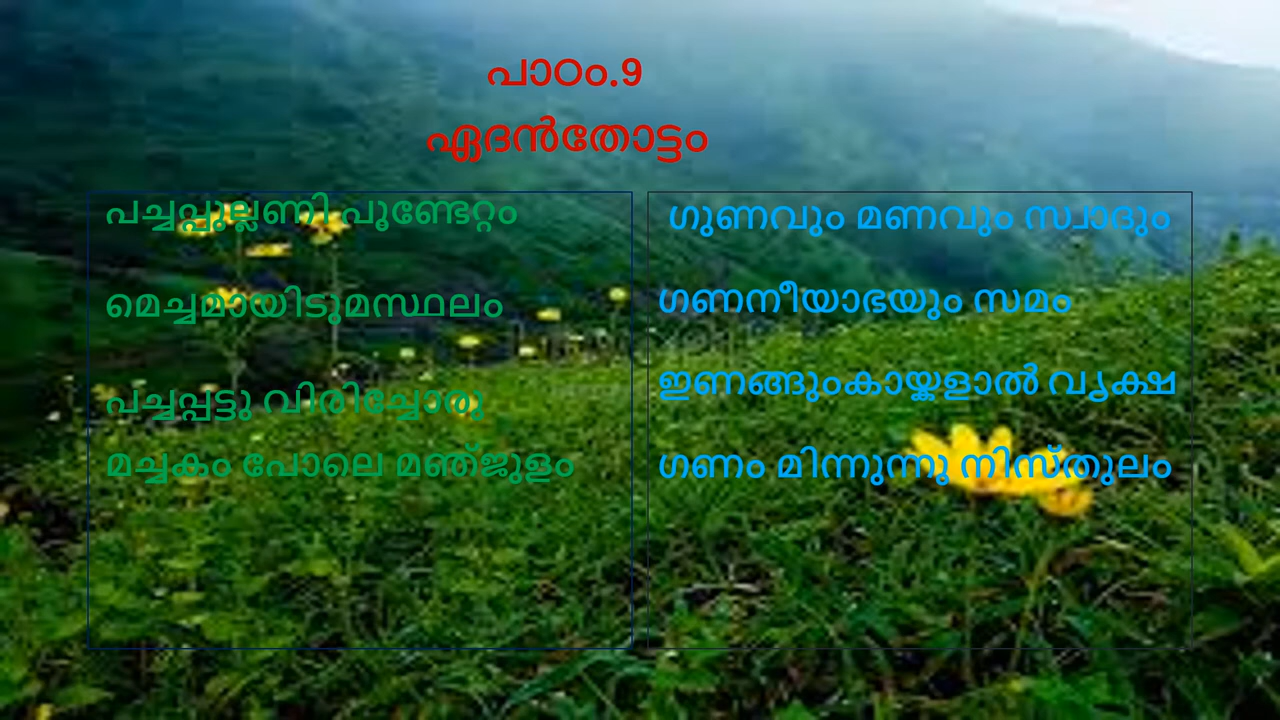 പാഠം.9
ഏദൻതോട്ടം
പച്ചപ്പുല്ലണി പൂണ്ടേറ്റം
മെച്ചമായിടുമസ്ഥലം
പച്ചപ്പട്ടു വിരിച്ചോരു
മച്ചകം പോലെ മഞ്ജുളം
ഗുണവും മണവും സ്വാദും
ഗണനീയാഭയും സമം
ഇണങ്ങുംകായ്കളാൽ വൃക്ഷ
ഗണം മിന്നുന്നു നിസ്തുലം